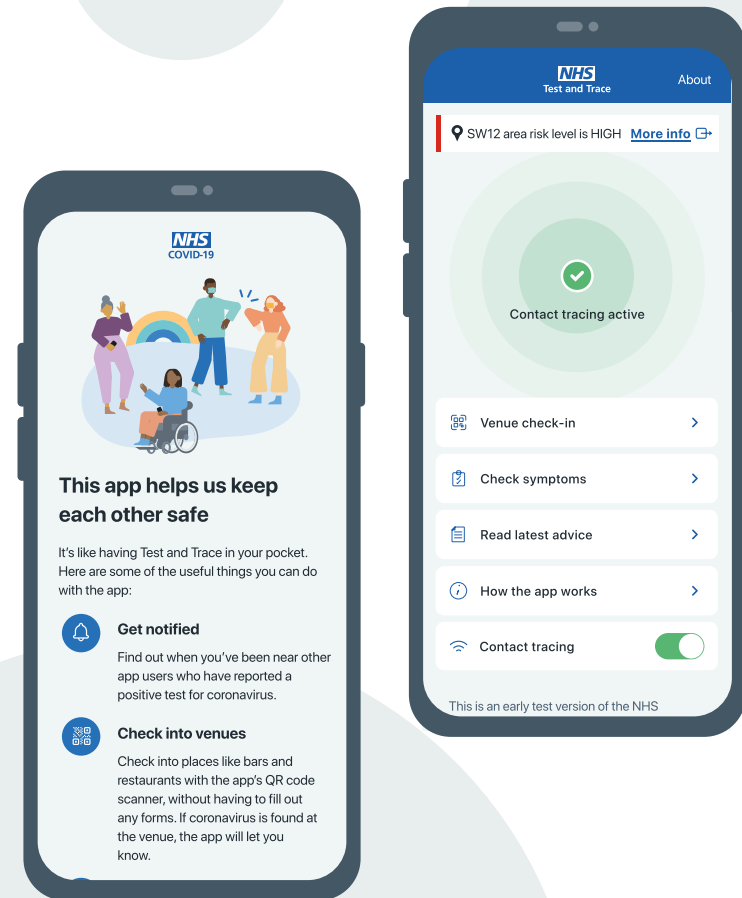 NHS
COVID-19
This app helps us keep
each other safe
It's like having Test and Trace in your pocket.
Here are some of the useful things you can do
with the app:
Get notified
Find out when you've been near other
app users who have reported a
positive test for coronavirus.
Check into venues
Check into places like bars and
restaurants with the app's QR code
scanner, without having to fill out
any forms. If coronavirus is found at
the venue, the app will let you
know.
NHS
Test and Trace
About
SW12 area risk level is HIGH More info
Contact tracing active
Venue check-in
Check symptoms
Read latest advice
How the app works
Contact tracing
This is an early test version of the NHS